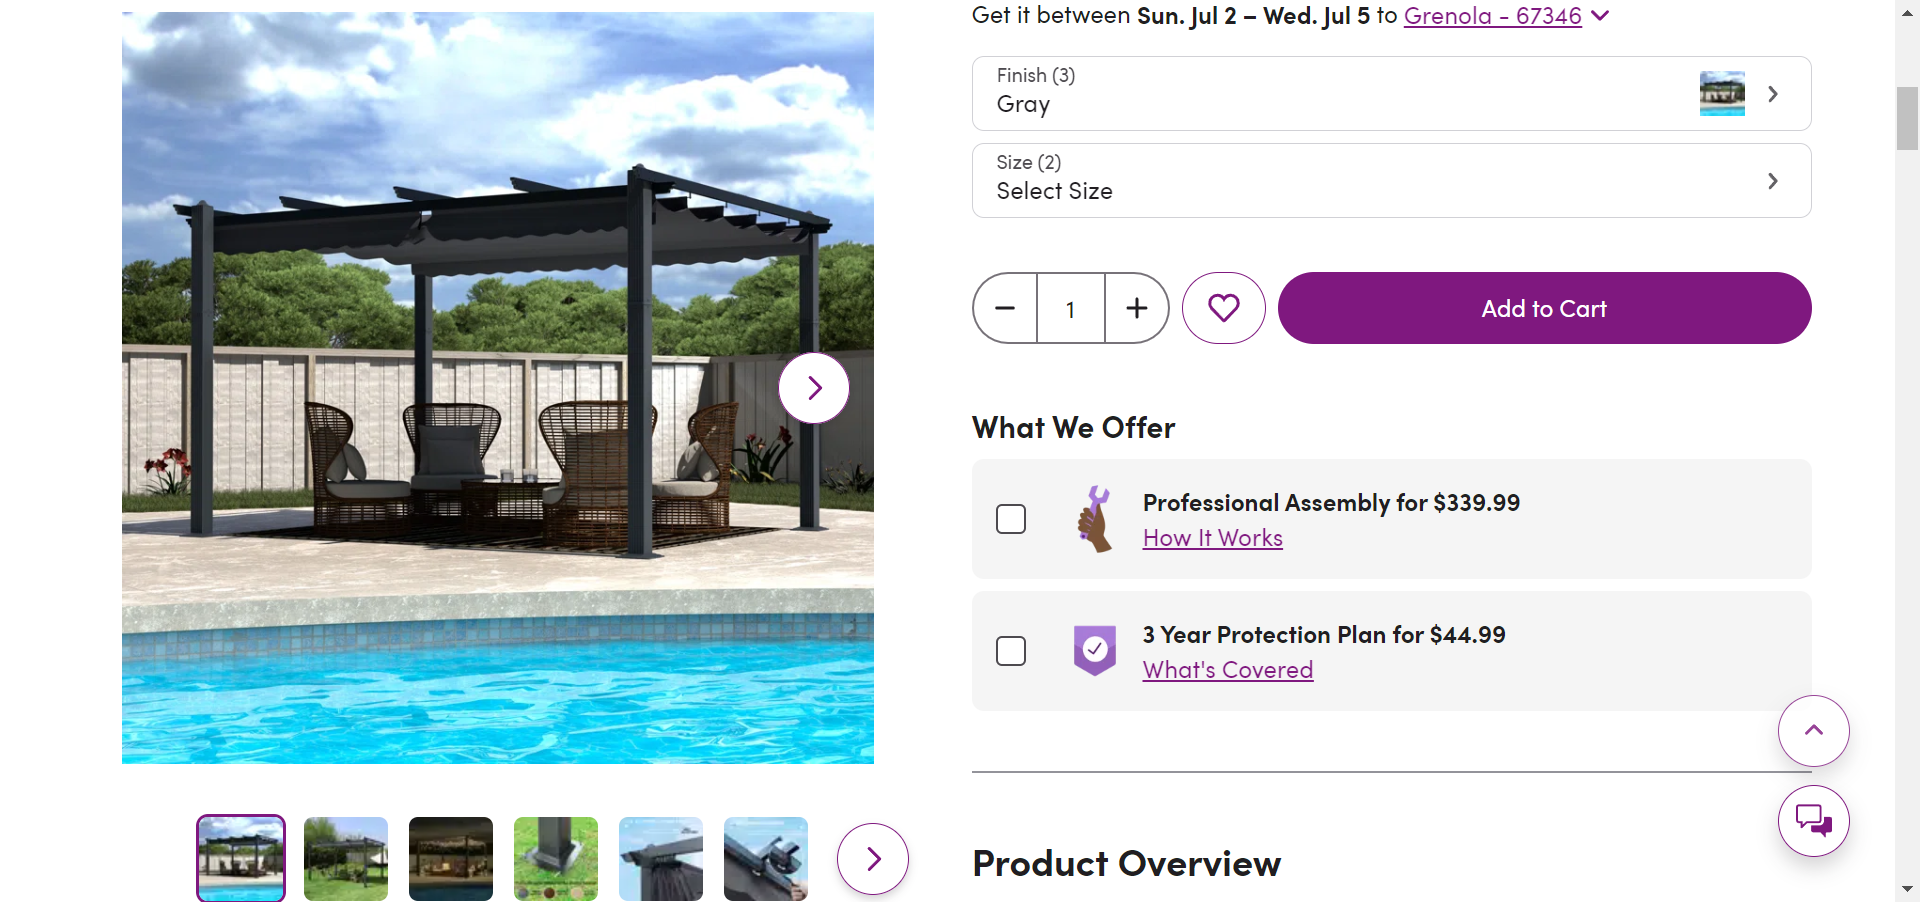 Get it between Sun. Jul 2 – Wed. Jul 5 to Grenola - 67346
Finish (3)
Gray
Size (2)
Select Size
1
Add to Cart
What We Offer
Professional Assembly for $339.99
How It Works
3 Year Protection Plan for $44.99
What's Covered
Product Overview